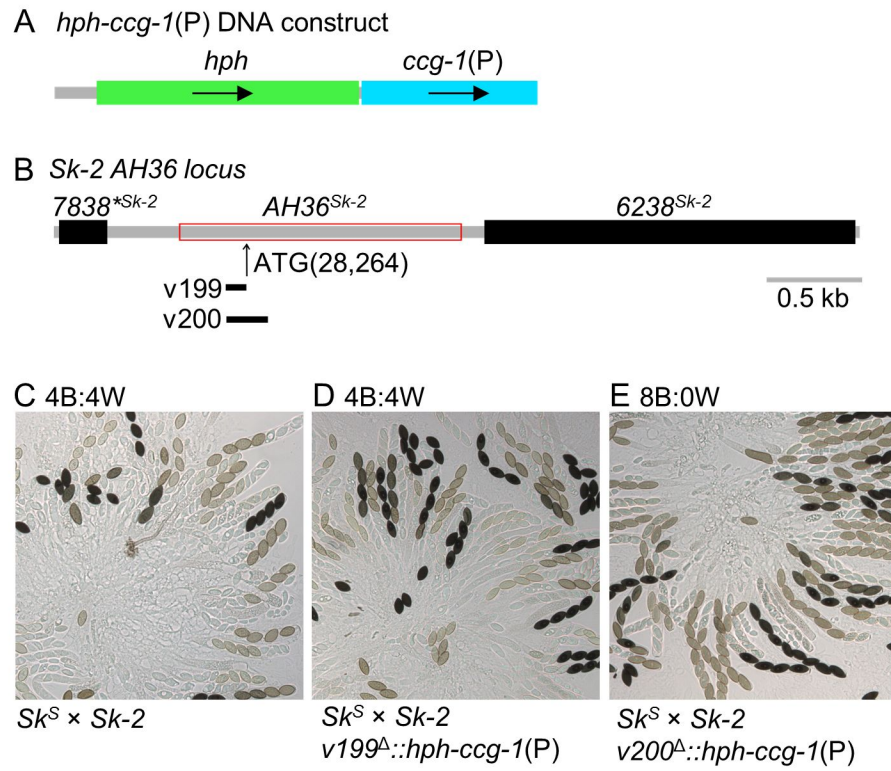 A hph-ccg-1(P) DNA construct
hph ccg-1(P)
B Sk-2 AH36 locus
7838*Sk-2 AH36Sk-2 6238Sk-2
ATG(28,264)
v199
v200
0.5 kb
C 4B:4W D 4B:4W E 8B:0W
SkS × Sk-2 SkS × Sk-2 SkS × Sk-2
v199Δ::hph-ccg-1(P) v200Δ::hph-ccg-1(P)